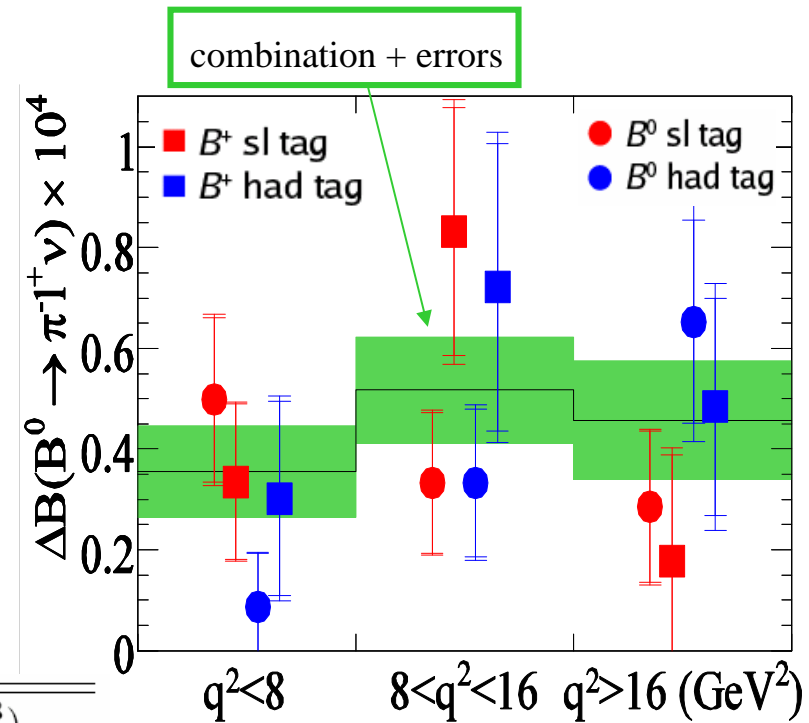 combination + errors
ΔB(B⁰ → π⁻l⁺ν) × 10⁴
B⁺ sl tag
B⁺ had tag
B⁰ sl tag
B⁰ had tag
1
0.8
0.6
0.4
0.2
0
q²<8 8<q²<16 q²>16 (GeV²)